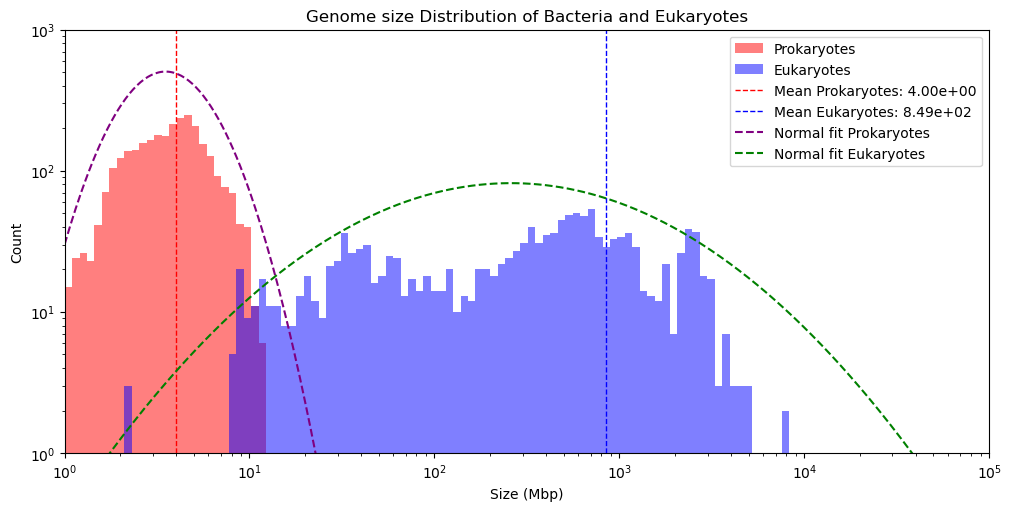 Genome size Distribution of Bacteria and Eukaryotes
10^3
10^2
10^1
10^0
Count
Prokaryotes
Eukaryotes
Mean Prokaryotes: 4.00e+00
Mean Eukaryotes: 8.49e+02
Normal fit Prokaryotes
Normal fit Eukaryotes
10^0 10^1 10^2 10^3 10^4 10^5
Size (Mbp)